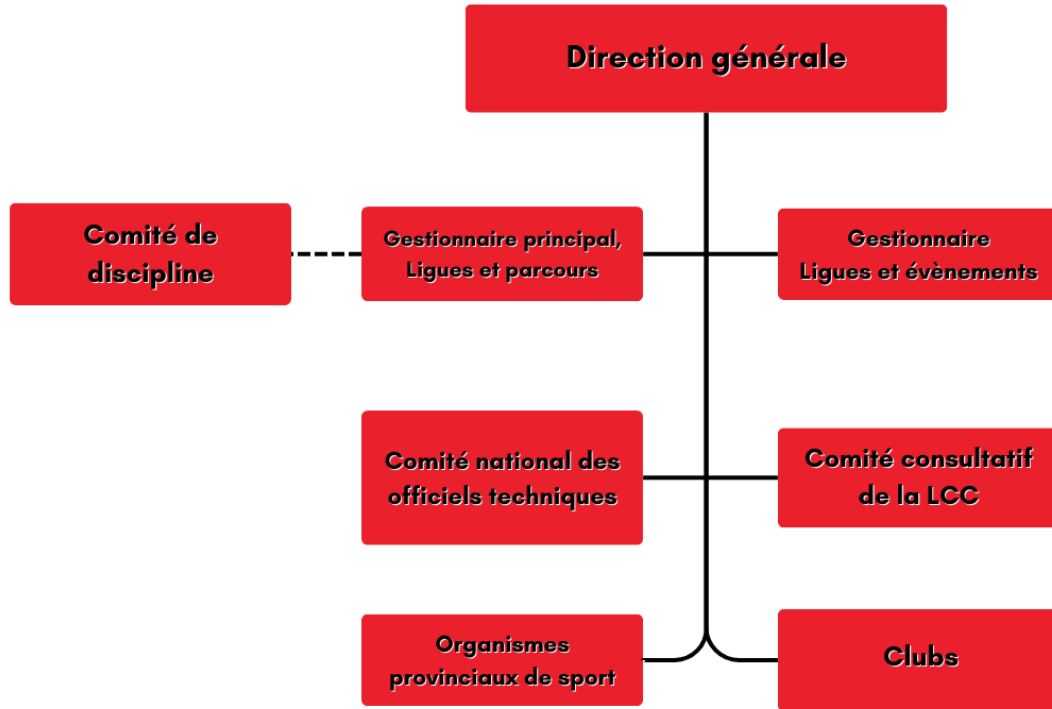 Direction générale
Comité de
discipline
Gestionnaire principal,
Ligues et parcours
Gestionnaire
Ligues et évènements
Comité national des
officiels techniques
Comité consultatif
de la LCC
Organismes
provinciaux de sport
Clubs